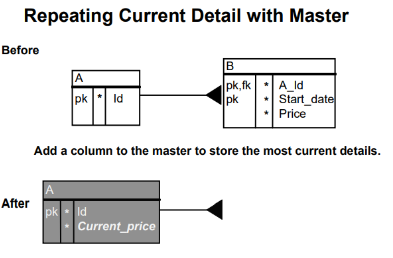 Repeating Current Detail with Master
Before
A
pk * Id
B
pk,fk * A_Id
pk * Start_date
* Price
Add a column to the master to store the most current details.
After
A
pk * Id
* Current_price